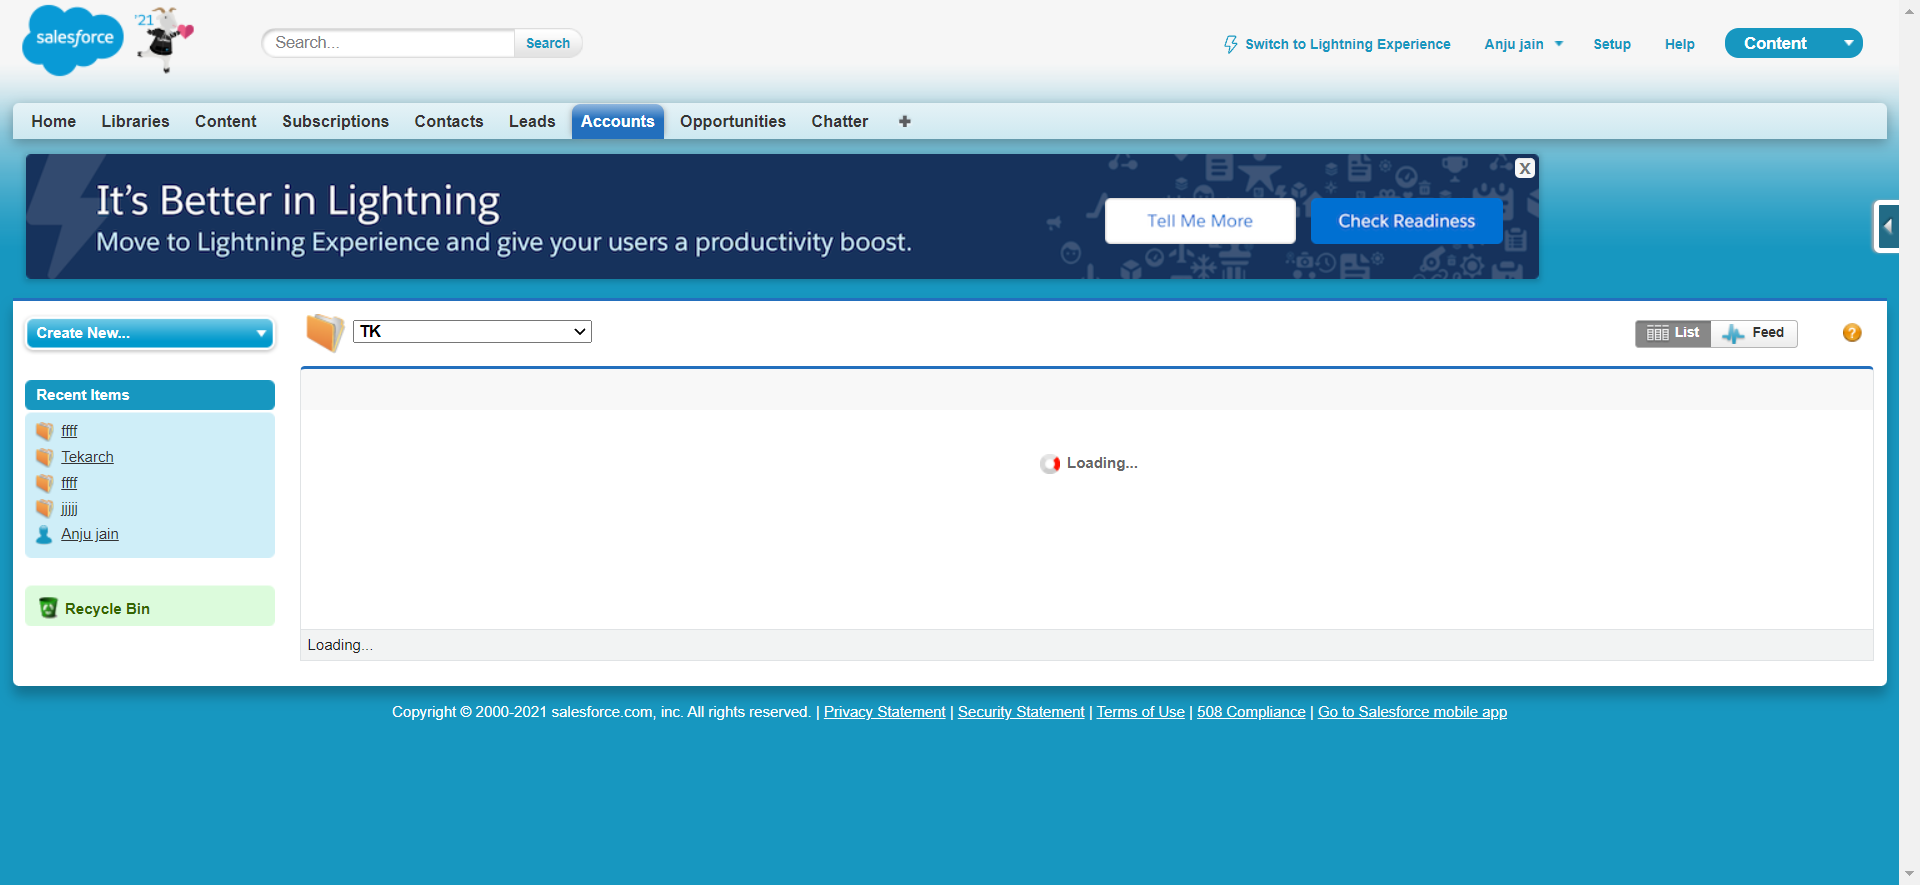 salesforce
'21
Search...
Search
Switch to Lightning Experience
Anju jain
Setup
Help
Content
Home
Libraries
Content
Subscriptions
Contacts
Leads
Accounts
Opportunities
Chatter
+
It's Better in Lightning
Move to Lightning Experience and give your users a productivity boost.
Tell Me More
Check Readiness
X
Create New...
TK
List
Feed
?
Recent Items
ffff
Tekarch
ffff
jjjjj
Anju jain
Recycle Bin
Loading...
Loading...
Copyright © 2000-2021 salesforce.com, inc. All rights reserved. | Privacy Statement | Security Statement | Terms of Use | 508 Compliance | Go to Salesforce mobile app